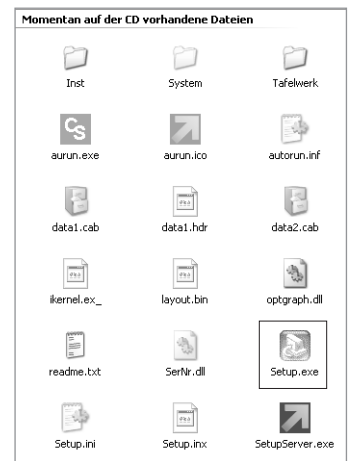 Momentan auf der CD vorhandene Dateien
Inst System Tafelwerk
CS
aurun.exe aurun.ico autorun.inf
data1.cab data1.hdr data2.cab
ikernel.ex_ layout.bin optgraph.dll
readme.txt SerNr.dll Setup.exe
Setup.ini Setup.inx SetupServer.exe